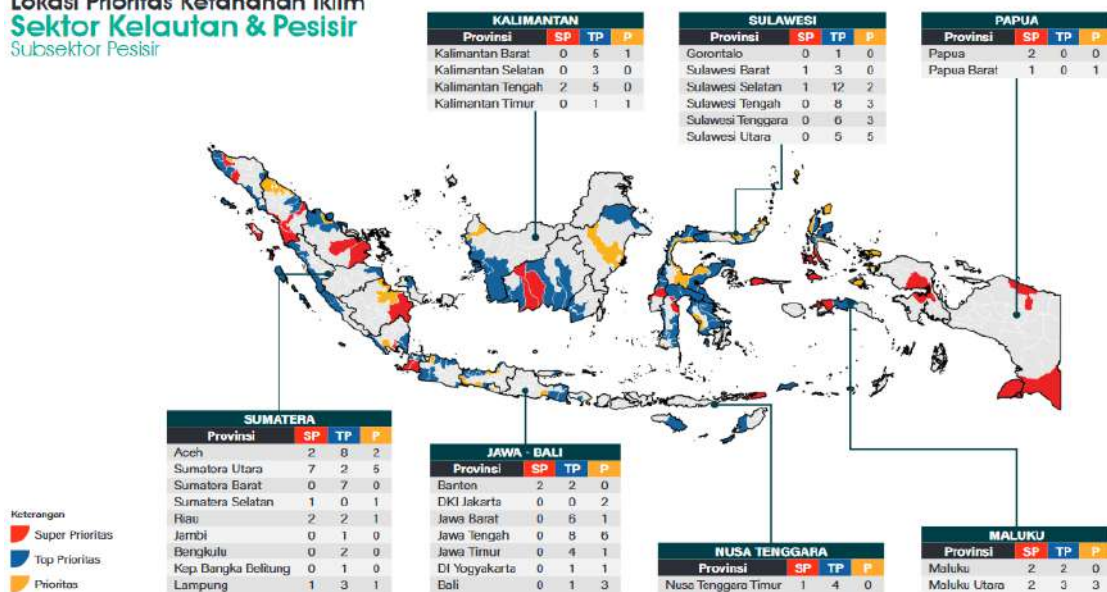 Lokasi Prioritas Ketahanan Iklim
Sektor Kelautan & Pesisir
Subsektor Pesisir
KALIMANTAN
Provinsi SP TP P
Kalimantan Barat 0 5 1
Kalimantan Selatan 0 3 0
Kalimantan Tengah 2 5 0
Kalimantan Timur 0 1 1
SULAWESI
Provinsi SP TP P
Gorontalo 0 1 0
Sulawesi Barat 1 3 0
Sulawesi Selatan 1 12 2
Sulawesi Tengah 0 8 3
Sulawesi Tenggara 0 6 3
Sulawesi Utara 0 5 5
PAPUA
Provinsi SP TP P
Papua 2 0 0
Papua Barat 1 0 1
SUMATERA
Provinsi SP TP P
Aceh 2 8 2
Sumatera Utara 7 2 5
Sumatera Barat 0 7 0
Sumatera Selatan 1 0 1
Riau 2 2 1
Jambi 0 1 0
Bengkulu 0 2 0
Kep. Bangka Belitung 0 1 0
Lampung 1 3 1
JAWA - BALI
Provinsi SP TP P
Banten 2 2 0
DKI Jakarta 0 0 2
Jawa Barat 0 6 1
Jawa Tengah 0 8 6
Jawa Timur 0 4 1
DI Yogyakarta 0 1 1
Bali 0 1 3
NUSA TENGGARA
Provinsi SP TP P
Nusa Tenggara Timur 1 4 0
MALUKU
Provinsi SP TP P
Maluku 2 2 0
Maluku Utara 2 3 3
Keterangan
Super Prioritas
Top Prioritas
Prioritas